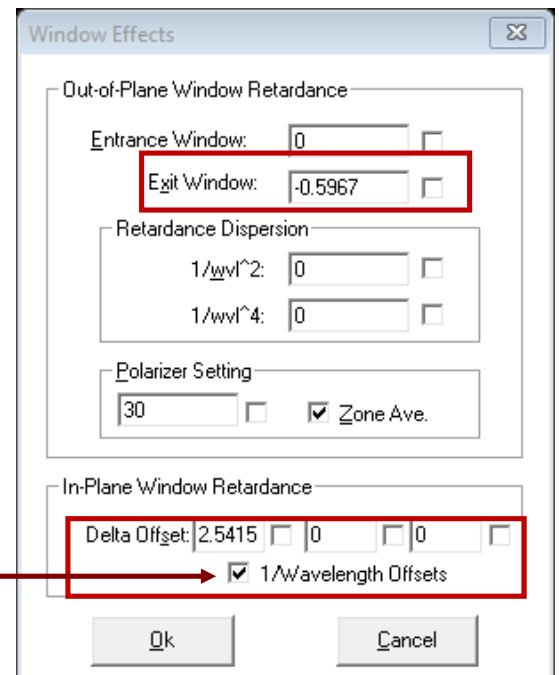 Window Effects
Out-of-Plane Window Retardance
Entrance Window: 0
Exit Window: -0.5967
Retardance Dispersion
1/wvl^2: 0
1/wvl^4: 0
Polarizer Setting
30 Zone Ave.
In-Plane Window Retardance
Delta Offset: 2.5415 0 0
1/Wavelength Offsets
Ok Cancel